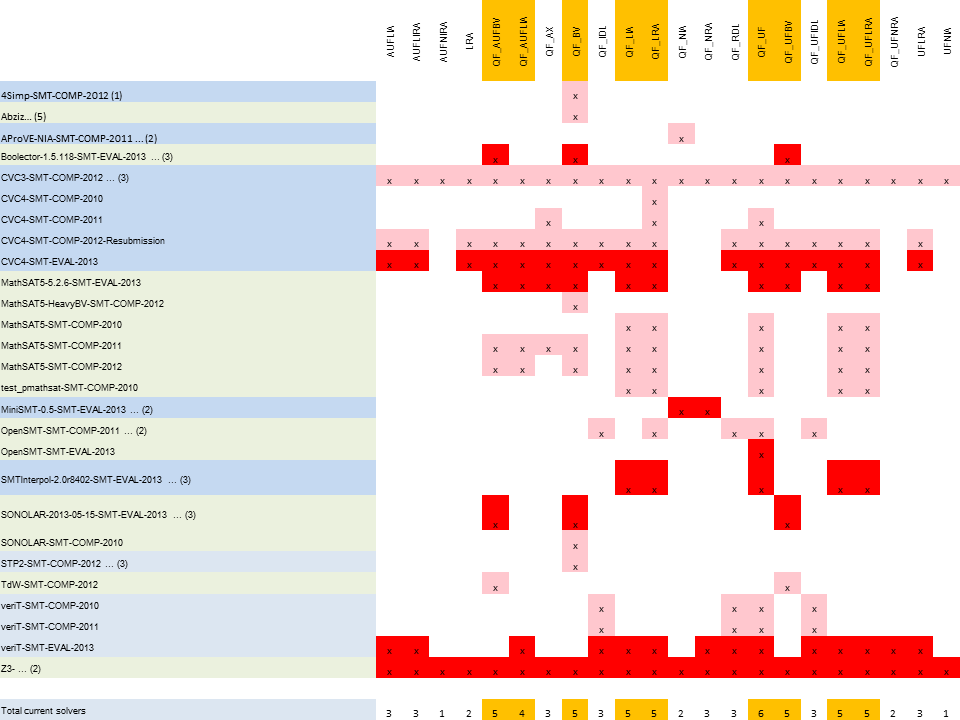 AUFLIA AUFLIRA AUFNIRA LRA QF_AUFBV QF_AUFLIA QF_AX QF_BV QF_IDL QF_LIA QF_LRA QF_NIA QF_NRA QF_RDL QF_UF QF_UFBV QF_UFIDL QF_UFLIA QF_UFLRA QF_UFNRA UFLRA UFNIA
4Simp-SMT-COMP-2012 (1) x
Abziz... (5) x
AProVE-NIA-SMT-COMP-2011 ... (2) x
Boolector-1.5.118-SMT-EVAL-2013 ... (3) x x x
CVC3-SMT-COMP-2012 ... (3) x x x x x x x x x x x x x x x x x x x x x x
CVC4-SMT-COMP-2010 x
CVC4-SMT-COMP-2011 x x x
CVC4-SMT-COMP-2012-Resubmission x x x x x x x x x x x x x x x x x
CVC4-SMT-EVAL-2013 x x x x x x x x x x x x x x x x x
MathSAT5-5.2.6-SMT-EVAL-2013 x x x x x x x x x x
MathSAT5-HeavyBV-SMT-COMP-2012 x
MathSAT5-SMT-COMP-2010 x x x x x
MathSAT5-SMT-COMP-2011 x x x x x x x x x
MathSAT5-SMT-COMP-2012 x x x x x x x x
test_pmathsat-SMT-COMP-2010 x x x x x
MiniSMT-0.5-SMT-EVAL-2013 ... (2) x x
OpenSMT-SMT-COMP-2011 ... (2) x x x x x
OpenSMT-SMT-EVAL-2013 x
SMTInterpol-2.0r8402-SMT-EVAL-2013 ... (3) x x x x x
SONOLAR-2013-05-15-SMT-EVAL-2013 ... (3) x x x
SONOLAR-SMT-COMP-2010 x
STP2-SMT-COMP-2012 ... (3) x
TdW-SMT-COMP-2012 x x
veriT-SMT-COMP-2010 x x x x
veriT-SMT-COMP-2011 x x x x
veriT-SMT-EVAL-2013 x x x x x x x x x x x x x x
Z3- ... (2) x x x x x x x x x x x x x x x x x x x x x x
Total current solvers 3 3 1 2 5 4 3 5 3 5 5 2 3 3 6 5 3 5 5 2 3 1